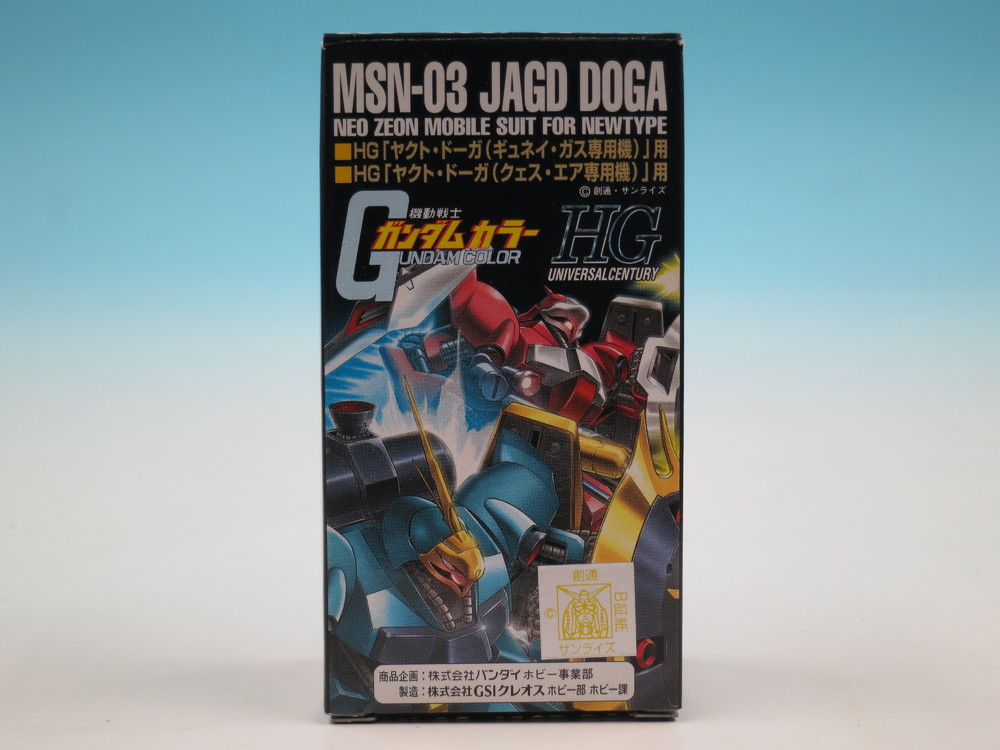 MSN-03 JAGD DOGA
NEO ZEON MOBILE SUIT FOR NEWTYPE
■HG「ヤクト・ドーガ(ギュネイ・ガス専用機)」用
■HG「ヤクト・ドーガ(クェス・エア専用機)」用
© 創通・サンライズ
機動戦士
ガンダムカラー
GUNDAM COLOR
HG
UNIVERSAL CENTURY
創通
©
サンライズ
商品企画:株式会社バンダイ ホビー事業部
製造:株式会社GSIクレオス ホビー部 ホビー課